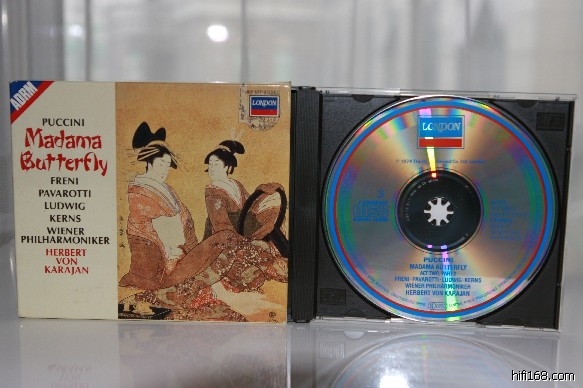 ADRM
PUCCINI
Madama
Butterfly
FRENI
PAVAROTTI
LUDWIG
KERNS
WIENER
PHILHARMONIKER
HERBERT
VON
KARAJAN
LONDON
LONDON
PUCCINI
MADAMA BUTTERFLY
FRENI·PAVAROTTI·LUDWIG·KERNS
WIENER PHILHARMONIKER
HERBERT VON KARAJAN
hifi168.com